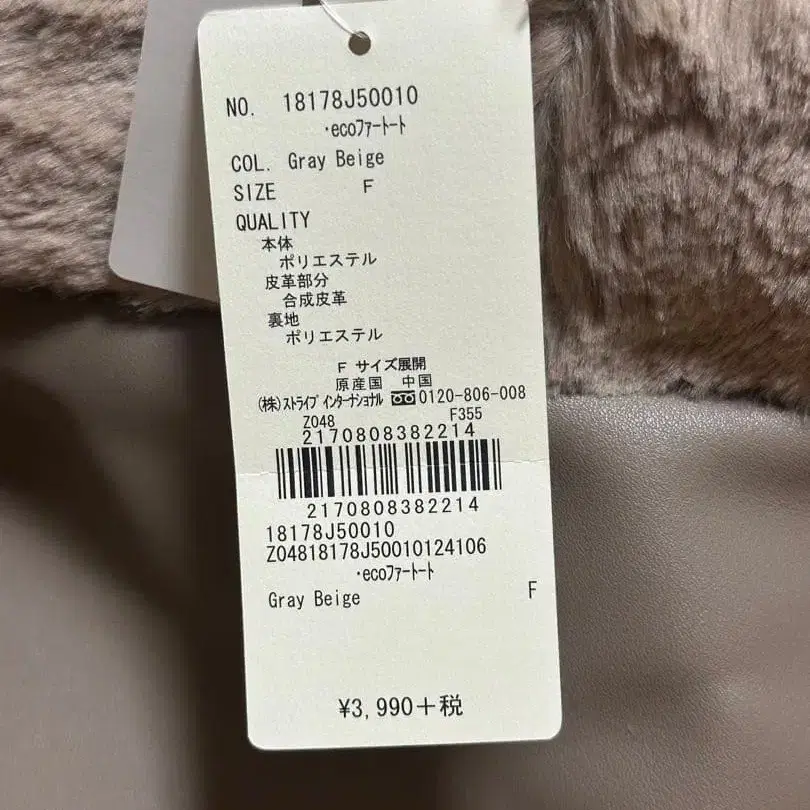 NO. 18178J50010
･ecoファートート
COL. Gray Beige
SIZE F
QUALITY
本体
ポリエステル
皮革部分
合成皮革
裏地
ポリエステル
F サイズ展開
原産国 中国
(株)ストライプインターナショナル 0120-806-008
Z048 F355
2170808382214
2170808382214
18178J50010
Z04818178J50010124106
･ecoファートート
Gray Beige F
¥3,990+税